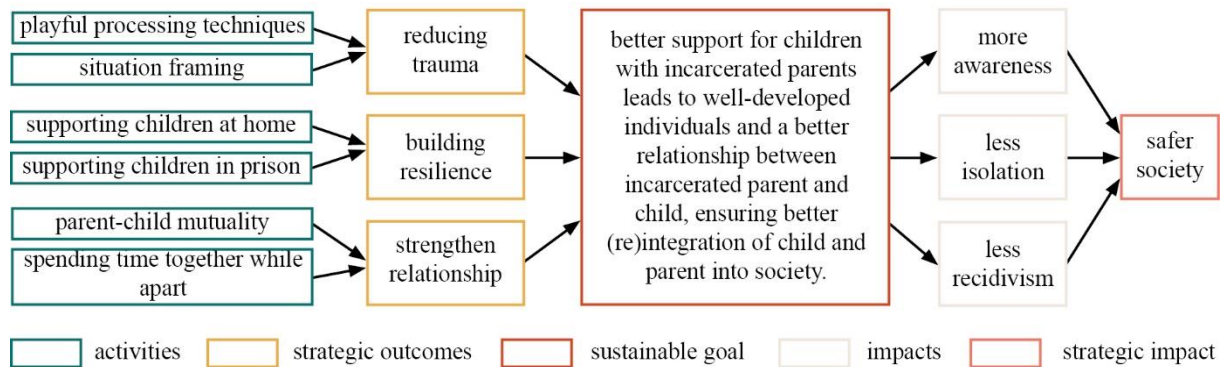 playful processing techniques
situation framing
supporting children at home
supporting children in prison
parent-child mutuality
spending time together while
apart
reducing
trauma
building
resilience
strengthen
relationship
better support for children
with incarcerated parents
leads to well-developed
individuals and a better
relationship between
incarcerated parent and
child, ensuring better
(re)integration of child and
parent into society.
more
awareness
less
isolation
less
recidivism
safer
society
activities
strategic outcomes
sustainable goal
impacts
strategic impact